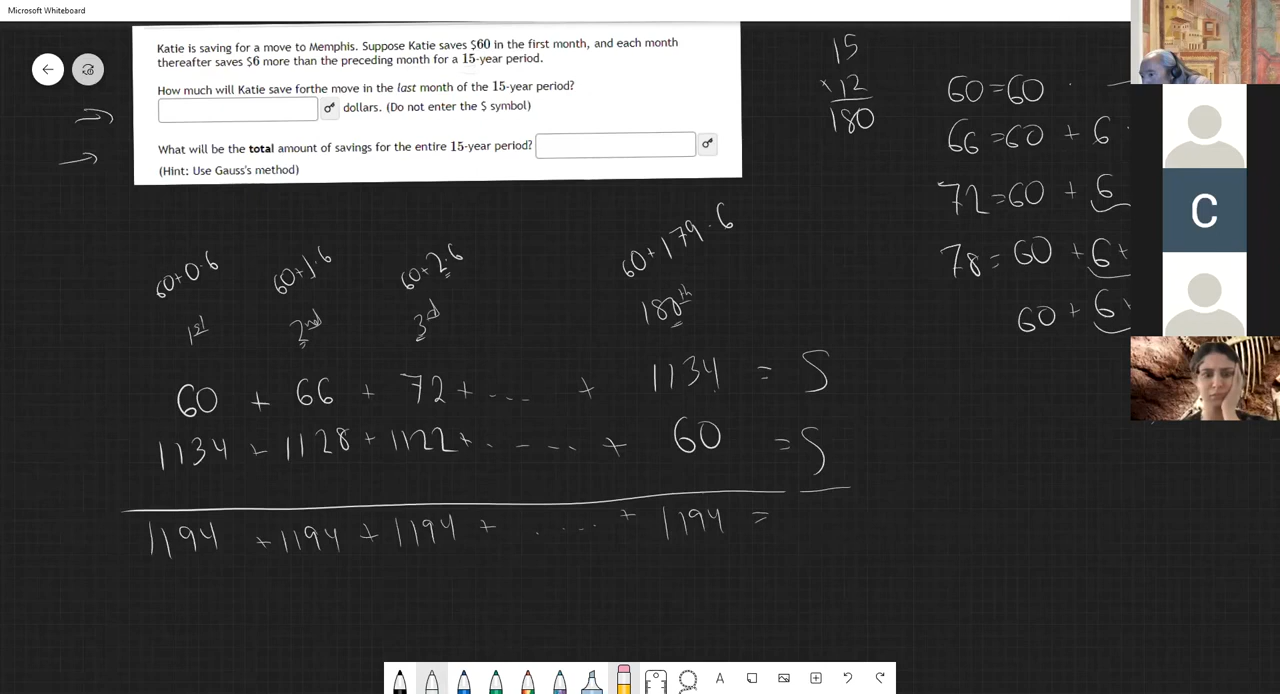 Microsoft Whiteboard
Katie is saving for a move to Memphis. Suppose Katie saves $60 in the first month, and each month
thereafter saves $6 more than the preceding month for a 15-year period.
How much will Katie save forthe move in the last month of the 15-year period?
dollars. (Do not enter the $ symbol)
What will be the total amount of savings for the entire 15-year period?
(Hint: Use Gauss's method)
15
×12
180
60=60
66=60 + 6
72=60 + 6
78=60 + 6+
60 + 6+
C
60+0·6 60+1·6 60+2·6 60+179·6
1st 2nd 3d 180th
60 + 66 + 72 + ... + 1134 = S
1134 + 1128 + 1122 + ..... + 60 = S
1194 + 1194 + 1194 + ..... + 1194 =
A